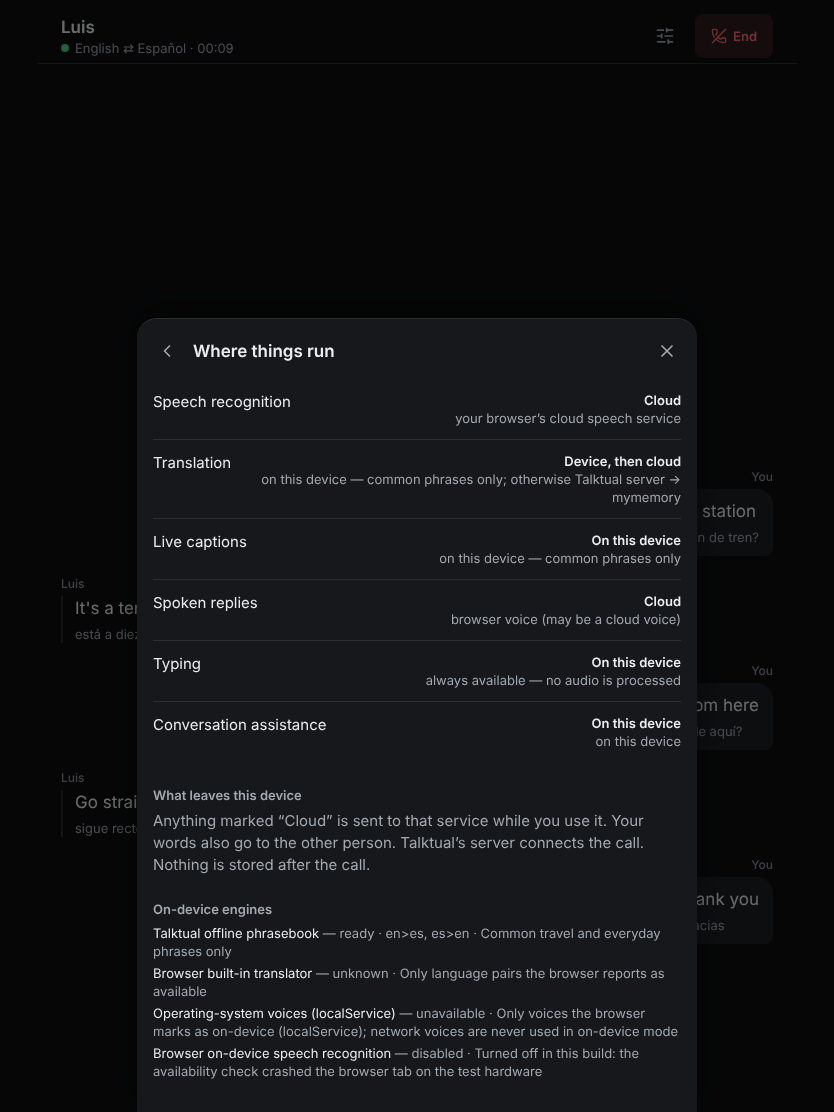 Luis
English ⇄ Español · 00:09
End
Where things run
Speech recognition
Cloud
your browser’s cloud speech service
Translation
Device, then cloud
on this device — common phrases only; otherwise Talktual server →
mymemory
Live captions
On this device
on this device — common phrases only
Spoken replies
Cloud
browser voice (may be a cloud voice)
Typing
On this device
always available — no audio is processed
Conversation assistance
On this device
on this device
What leaves this device
Anything marked “Cloud” is sent to that service while you use it. Your
words also go to the other person. Talktual’s server connects the call.
Nothing is stored after the call.
On-device engines
Talktual offline phrasebook — ready · en>es, es>en · Common travel and everyday
phrases only
Browser built-in translator — unknown · Only language pairs the browser reports as
available
Operating-system voices (localService) — unavailable · Only voices the browser
marks as on-device (localService); network voices are never used in on-device mode
Browser on-device speech recognition — disabled · Turned off in this build: the
availability check crashed the browser tab on the test hardware
You
station
de tren?
Luis
It's a
está a
You
here
aquí?
Luis
Go
sigue
You
you